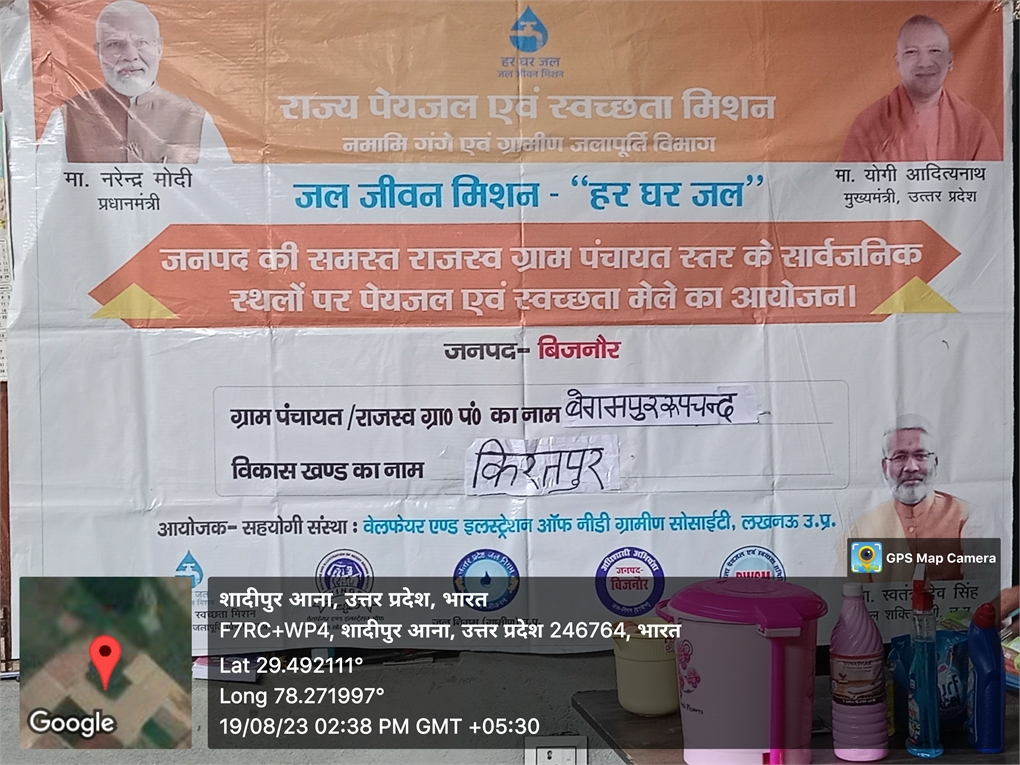 हर घर जल
जल जीवन मिशन
राज्य पेयजल एवं स्वच्छता मिशन
नमामि गंगे एवं ग्रामीण जलापूर्ति विभाग
मा. नरेन्द्र मोदी
प्रधानमंत्री
मा. योगी आदित्यनाथ
मुख्यमंत्री, उत्तर प्रदेश
जल जीवन मिशन - “हर घर जल”
जनपद की समस्त राजस्व ग्राम पंचायत स्तर के सार्वजनिक
स्थलों पर पेयजल एवं स्वच्छता मेले का आयोजन।
जनपद- बिजनौर
ग्राम पंचायत/राजस्व ग्रा० पं० का नाम बेगमपुर रूपचन्द
विकास खण्ड का नाम किरतपुर
आयोजक- सहयोगी संस्था : वेलफेयर एण्ड इलस्ट्रेशन ऑफ नीडी ग्रामीण सोसाईटी, लखनऊ उ.प्र.
जनपद-
बिजनौर
GPS Map Camera
शादीपुर आना, उत्तर प्रदेश, भारत
F7RC+WP4, शादीपुर आना, उत्तर प्रदेश 246764, भारत
Lat 29.492111°
Long 78.271997°
19/08/23 02:38 PM GMT +05:30
Google